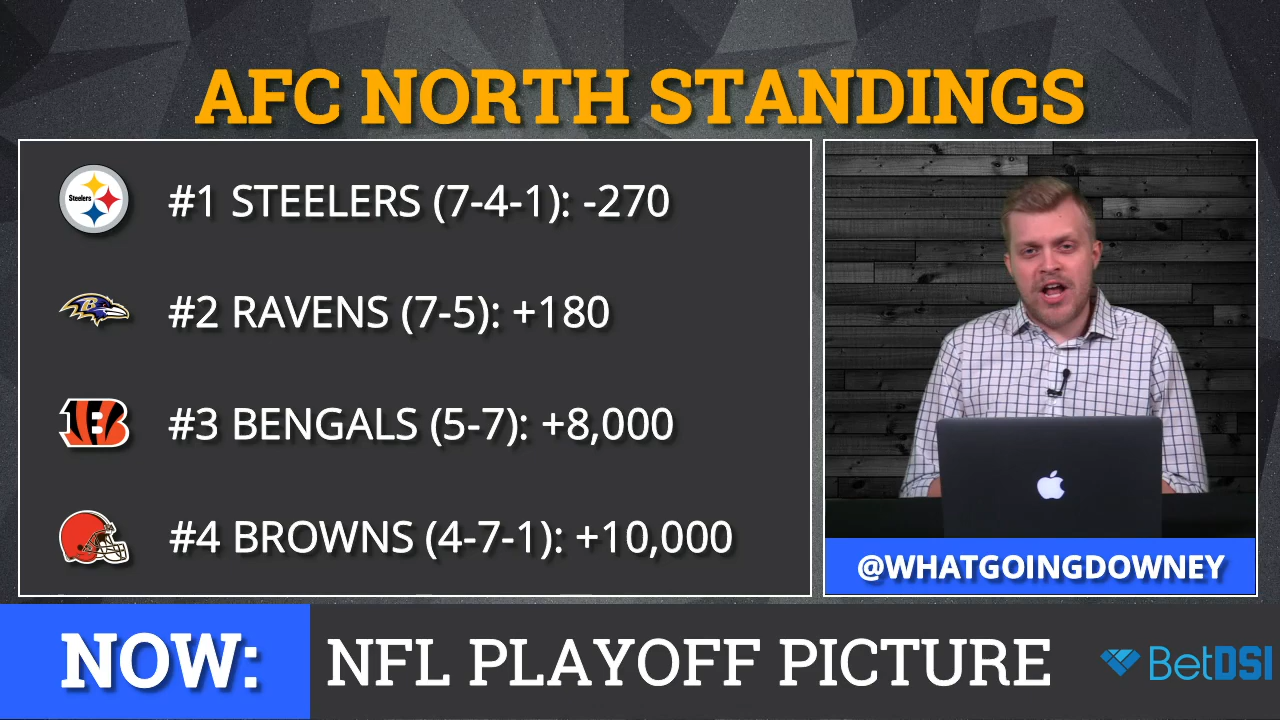 AFC NORTH STANDINGS
Steelers
#1 STEELERS (7-4-1): -270
B
#2 RAVENS (7-5): +180
B
#3 BENGALS (5-7): +8,000
#4 BROWNS (4-7-1): +10,000
@WHATGOINGDOWNEY
NOW: NFL PLAYOFF PICTURE BetDSI